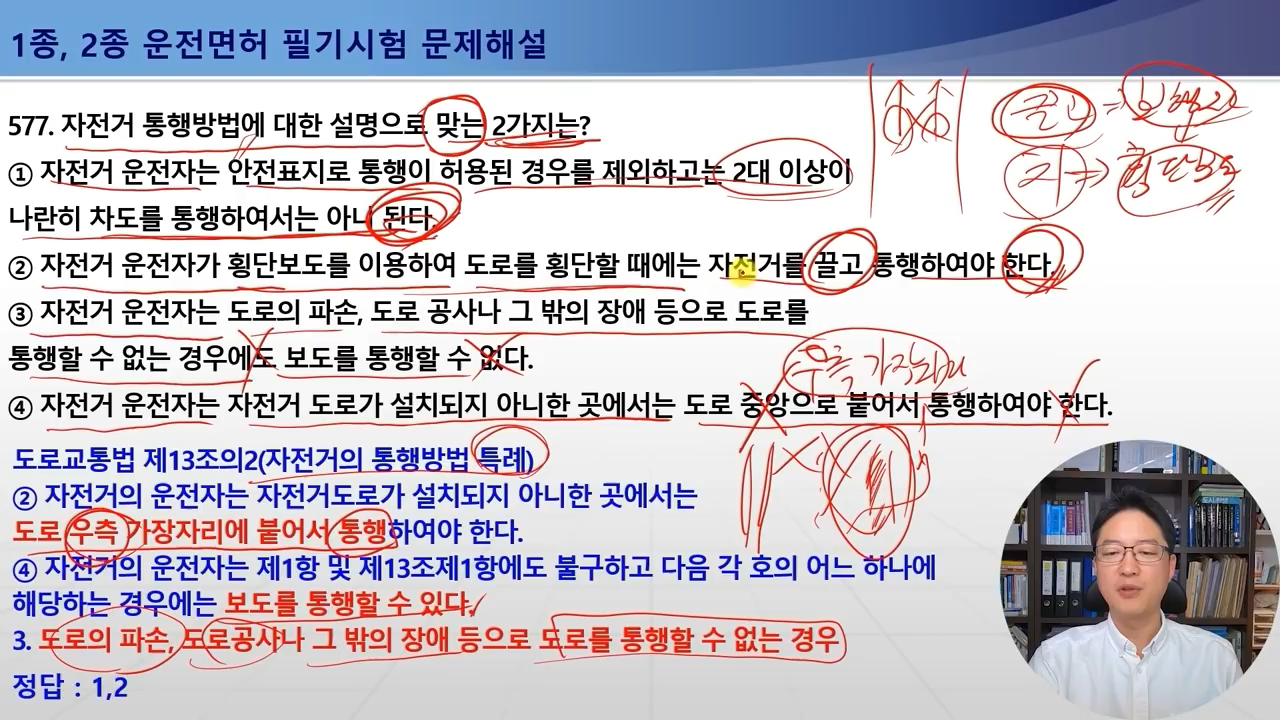 1종, 2종 운전면허 필기시험 문제해설
577. 자전거 통행방법에 대한 설명으로 맞는 2가지는?
① 자전거 운전자는 안전표지로 통행이 허용된 경우를 제외하고는 2대 이상이
나란히 차도를 통행하여서는 아니 된다.
② 자전거 운전자가 횡단보도를 이용하여 도로를 횡단할 때에는 자전거를 끌고 통행하여야 한다.
③ 자전거 운전자는 도로의 파손, 도로 공사나 그 밖의 장애 등으로 도로를
통행할 수 없는 경우에도 보도를 통행할 수 없다.
④ 자전거 운전자는 자전거 도로가 설치되지 아니한 곳에서는 도로 중앙으로 붙어서 통행하여야 한다.
도로교통법 제13조의2(자전거의 통행방법 특례)
② 자전거의 운전자는 자전거도로가 설치되지 아니한 곳에서는
도로 우측 가장자리에 붙어서 통행하여야 한다.
④ 자전거의 운전자는 제1항 및 제13조제1항에도 불구하고 다음 각 호의 어느 하나에
해당하는 경우에는 보도를 통행할 수 있다.
3. 도로의 파손, 도로공사나 그 밖의 장애 등으로 도로를 통행할 수 없는 경우
정답 : 1,2
끌고 보행자
횡단보도
우측